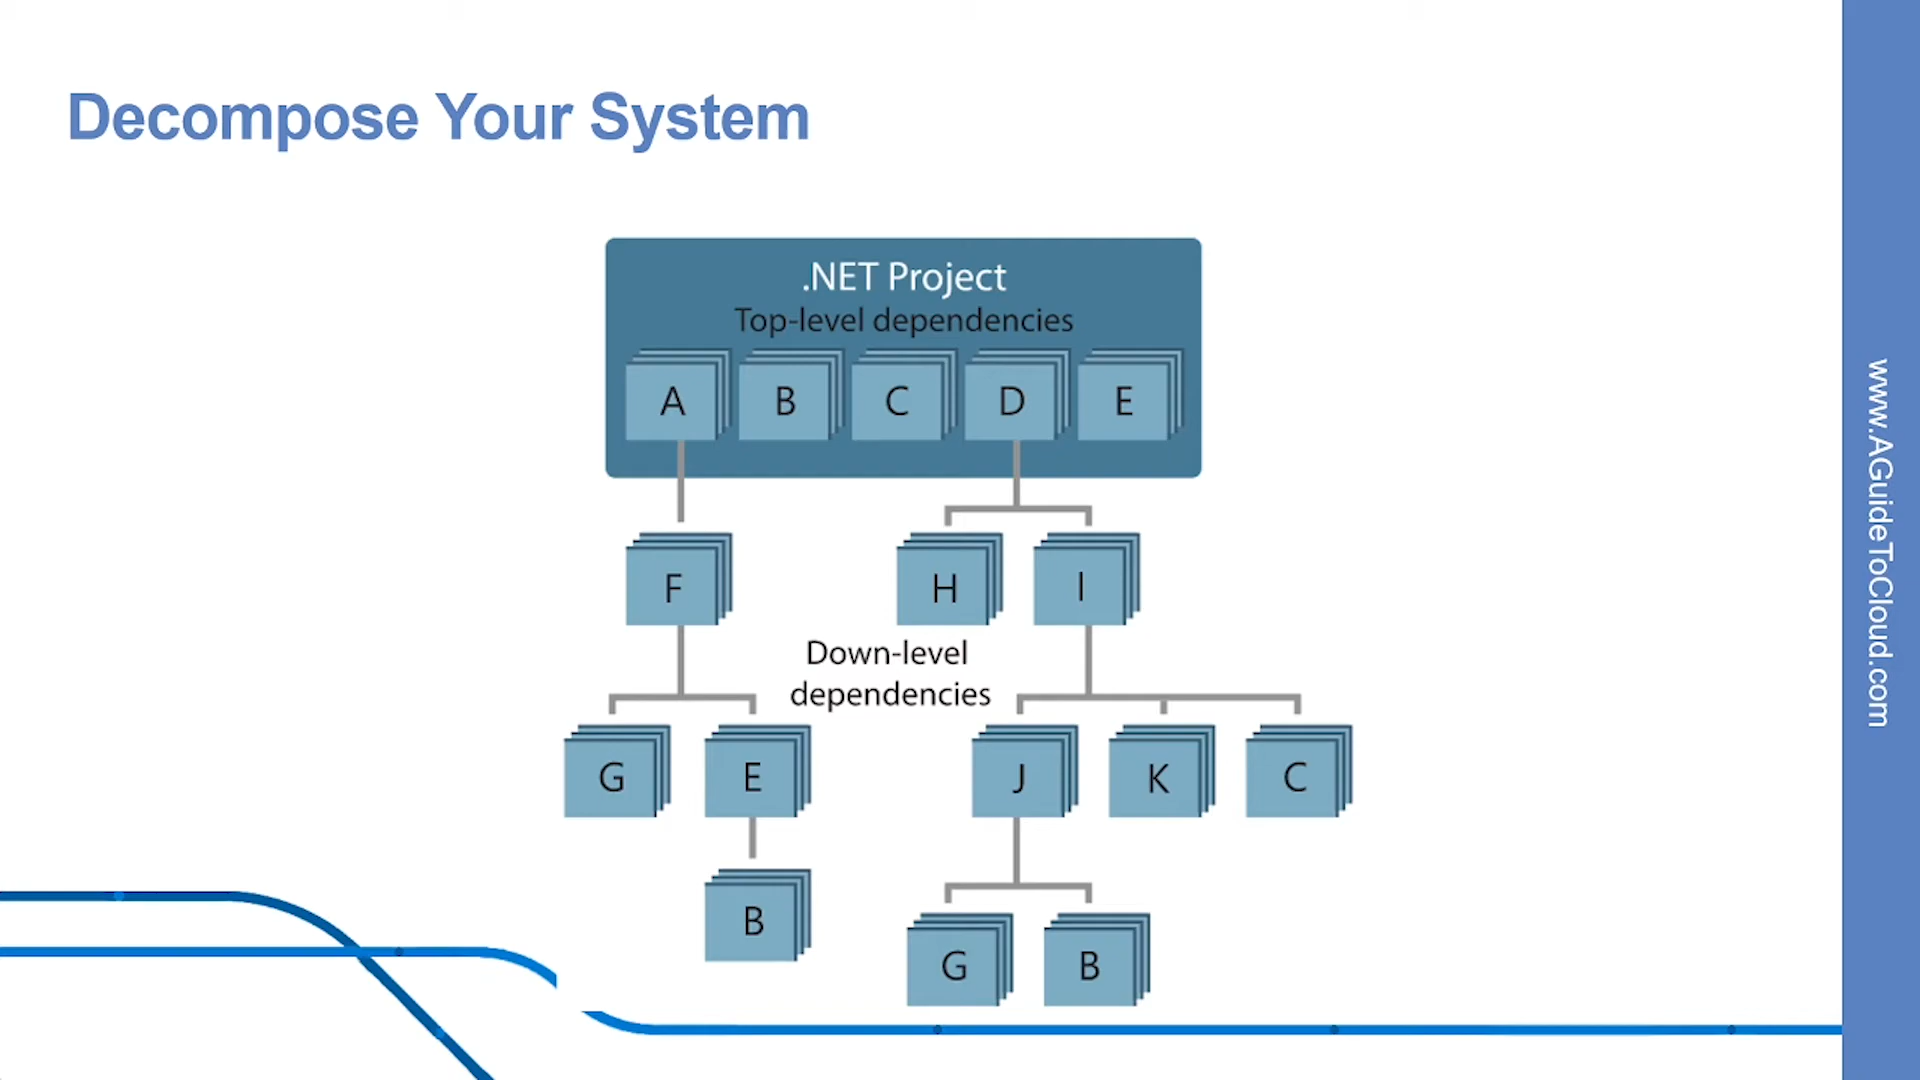 Decompose Your System
.NET Project
Top-level dependencies
A B C D E
F H I
Down-level
dependencies
G E J K C
B
G B
www.AGuideToCloud.com